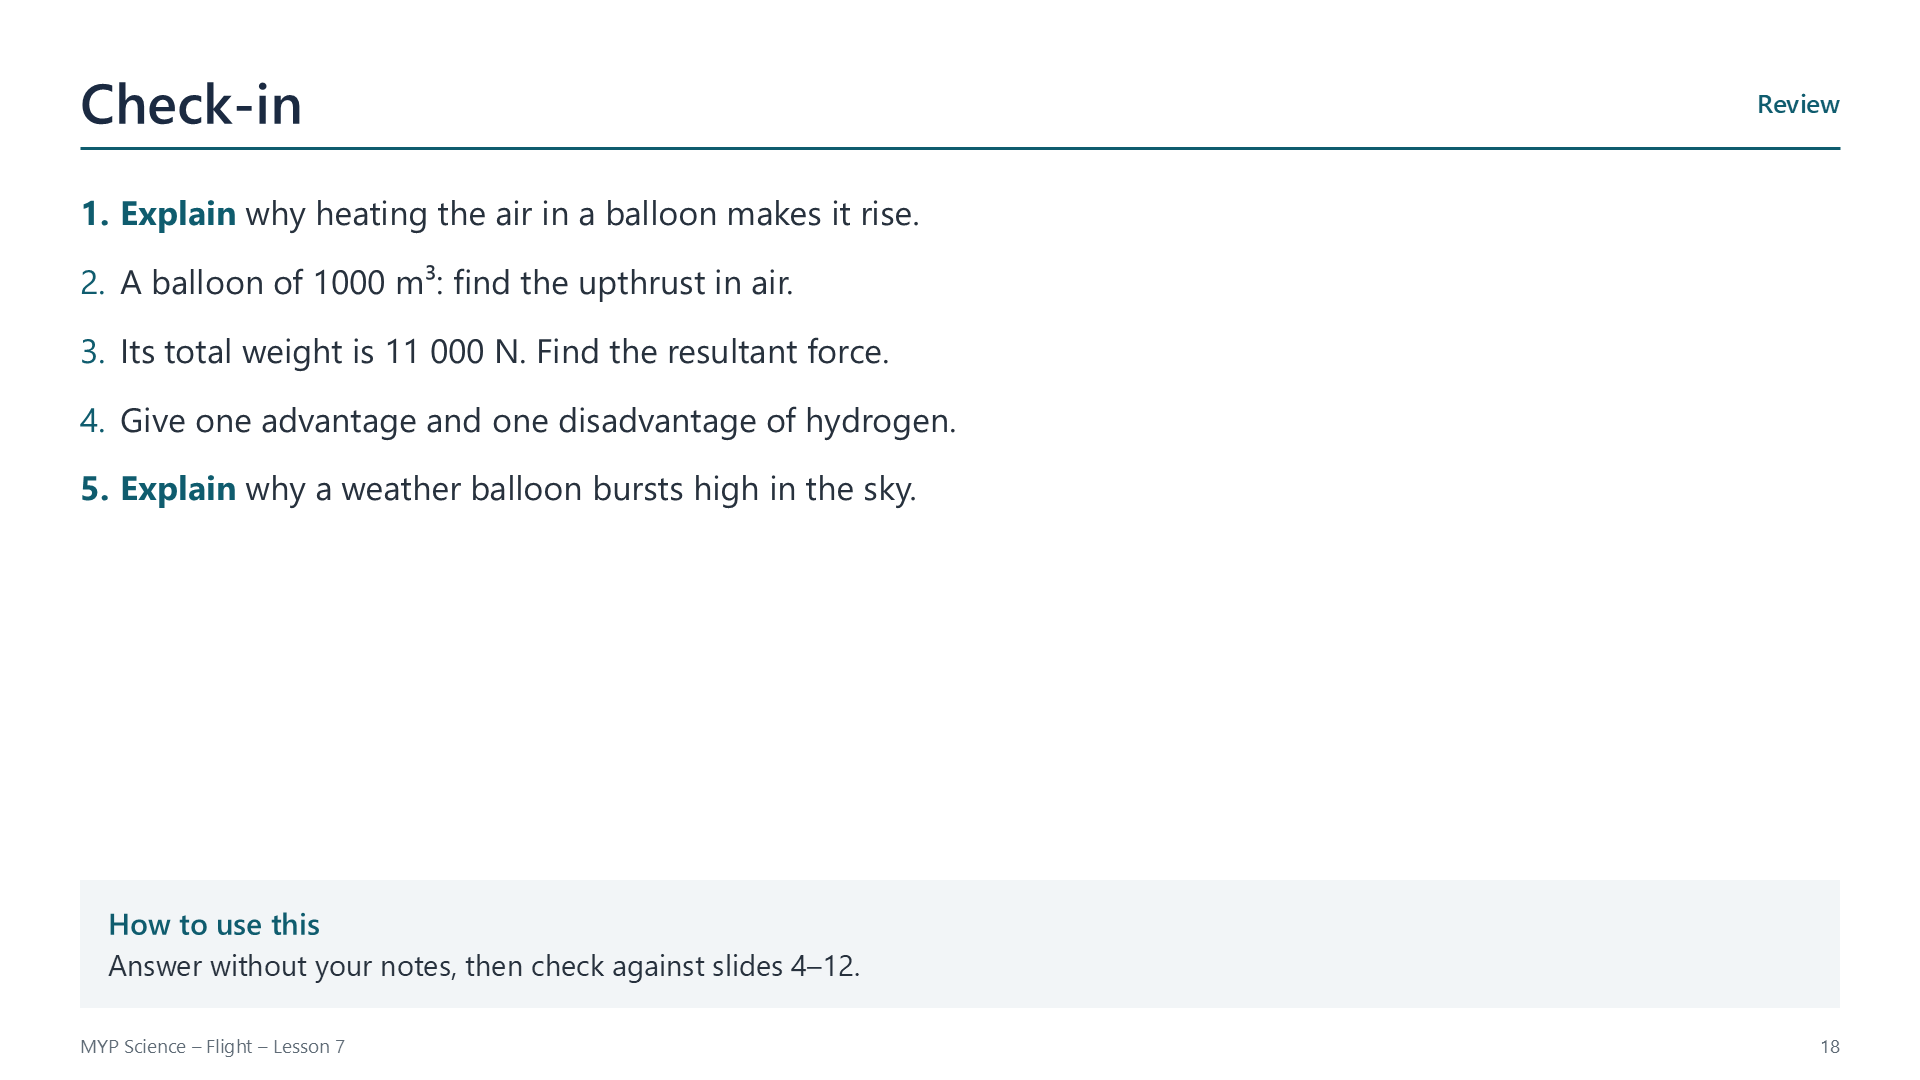 Check-in
Review
1. Explain why heating the air in a balloon makes it rise.
2. A balloon of 1000 m³: find the upthrust in air.
3. Its total weight is 11 000 N. Find the resultant force.
4. Give one advantage and one disadvantage of hydrogen.
5. Explain why a weather balloon bursts high in the sky.
How to use this
Answer without your notes, then check against slides 4–12.
MYP Science – Flight – Lesson 7
18